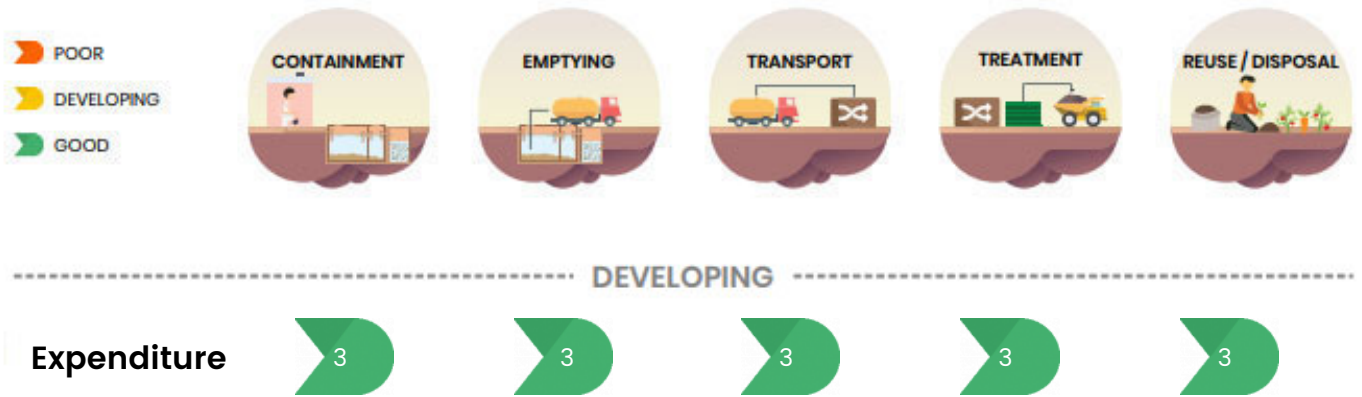 POOR
DEVELOPING
GOOD
CONTAINMENT
EMPTYING
TRANSPORT
TREATMENT
REUSE / DISPOSAL
DEVELOPING
Expenditure 3 3 3 3 3